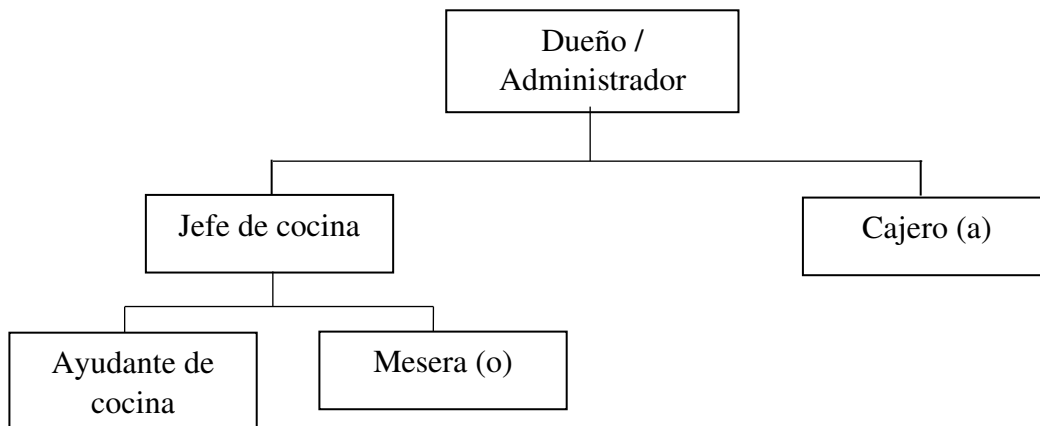 Dueño /
Administrador
Jefe de cocina
Cajero (a)
Ayudante de
cocina
Mesera (o)